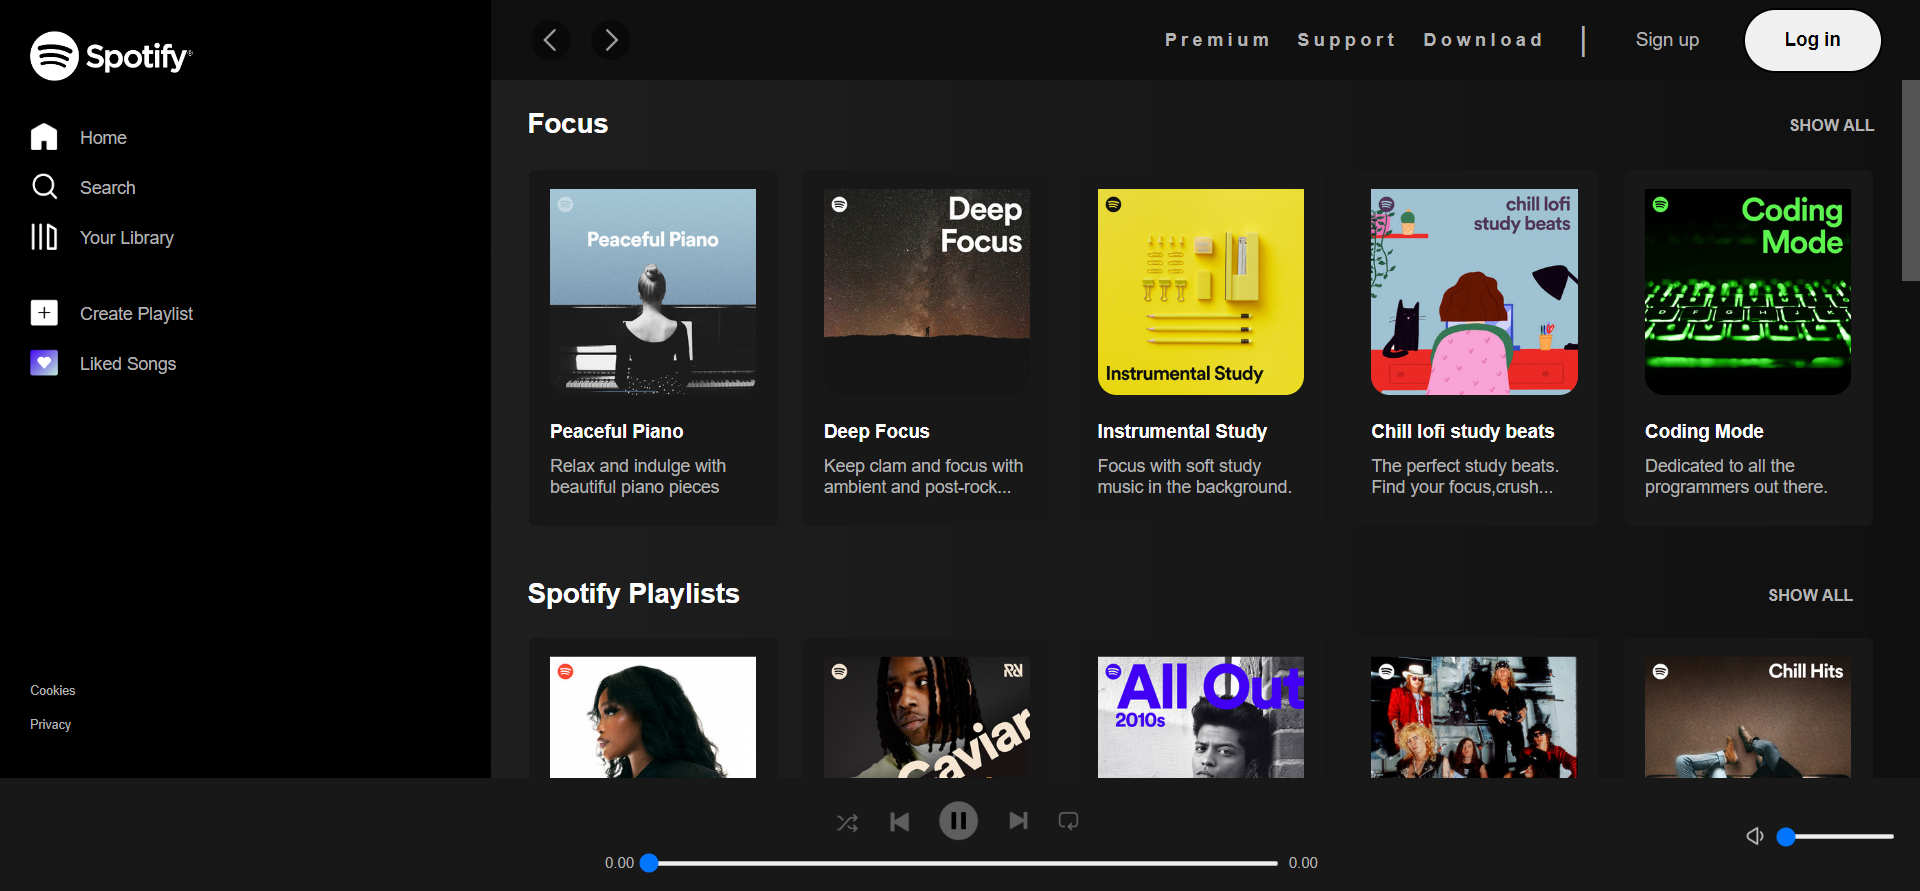 Spotify®
Home
Search
Your Library
Create Playlist
Liked Songs
Cookies
Privacy
Premium Support Download | Sign up Log in
Focus
SHOW ALL
Peaceful Piano
Deep
Focus
Instrumental Study
chill lofi
study beats
Coding
Mode
Peaceful Piano
Relax and indulge with
beautiful piano pieces
Deep Focus
Keep clam and focus with
ambient and post-rock...
Instrumental Study
Focus with soft study
music in the background.
Chill lofi study beats
The perfect study beats.
Find your focus,crush...
Coding Mode
Dedicated to all the
programmers out there.
Spotify Playlists
SHOW ALL
Caviar
All Out
2010s
Chill Hits
0.00
0.00